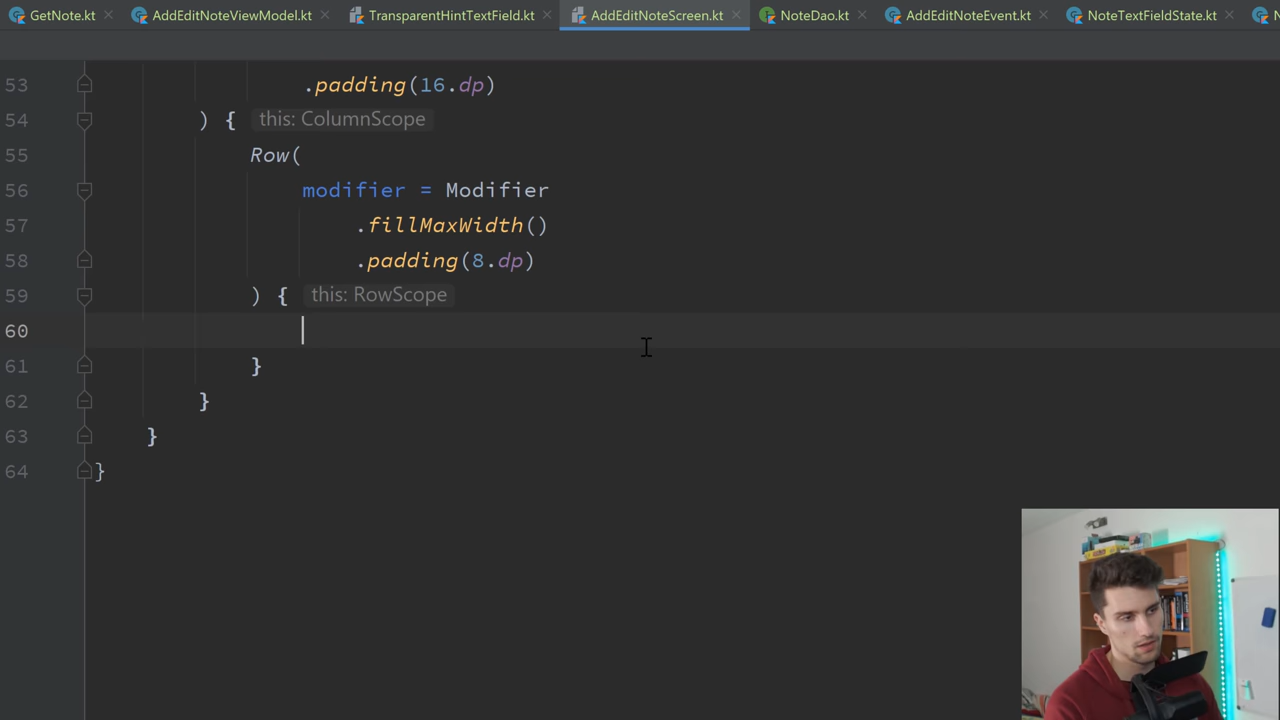 GetNote.kt AddEditNoteViewModel.kt TransparentHintTextField.kt AddEditNoteScreen.kt NoteDao.kt AddEditNoteEvent.kt NoteTextFieldState.kt
53 .padding(16.dp)
54 ) { this: ColumnScope
55 Row(
56 modifier = Modifier
57 .fillMaxWidth()
58 .padding(8.dp)
59 ) { this: RowScope
60
61 }
62 }
63 }
64 }